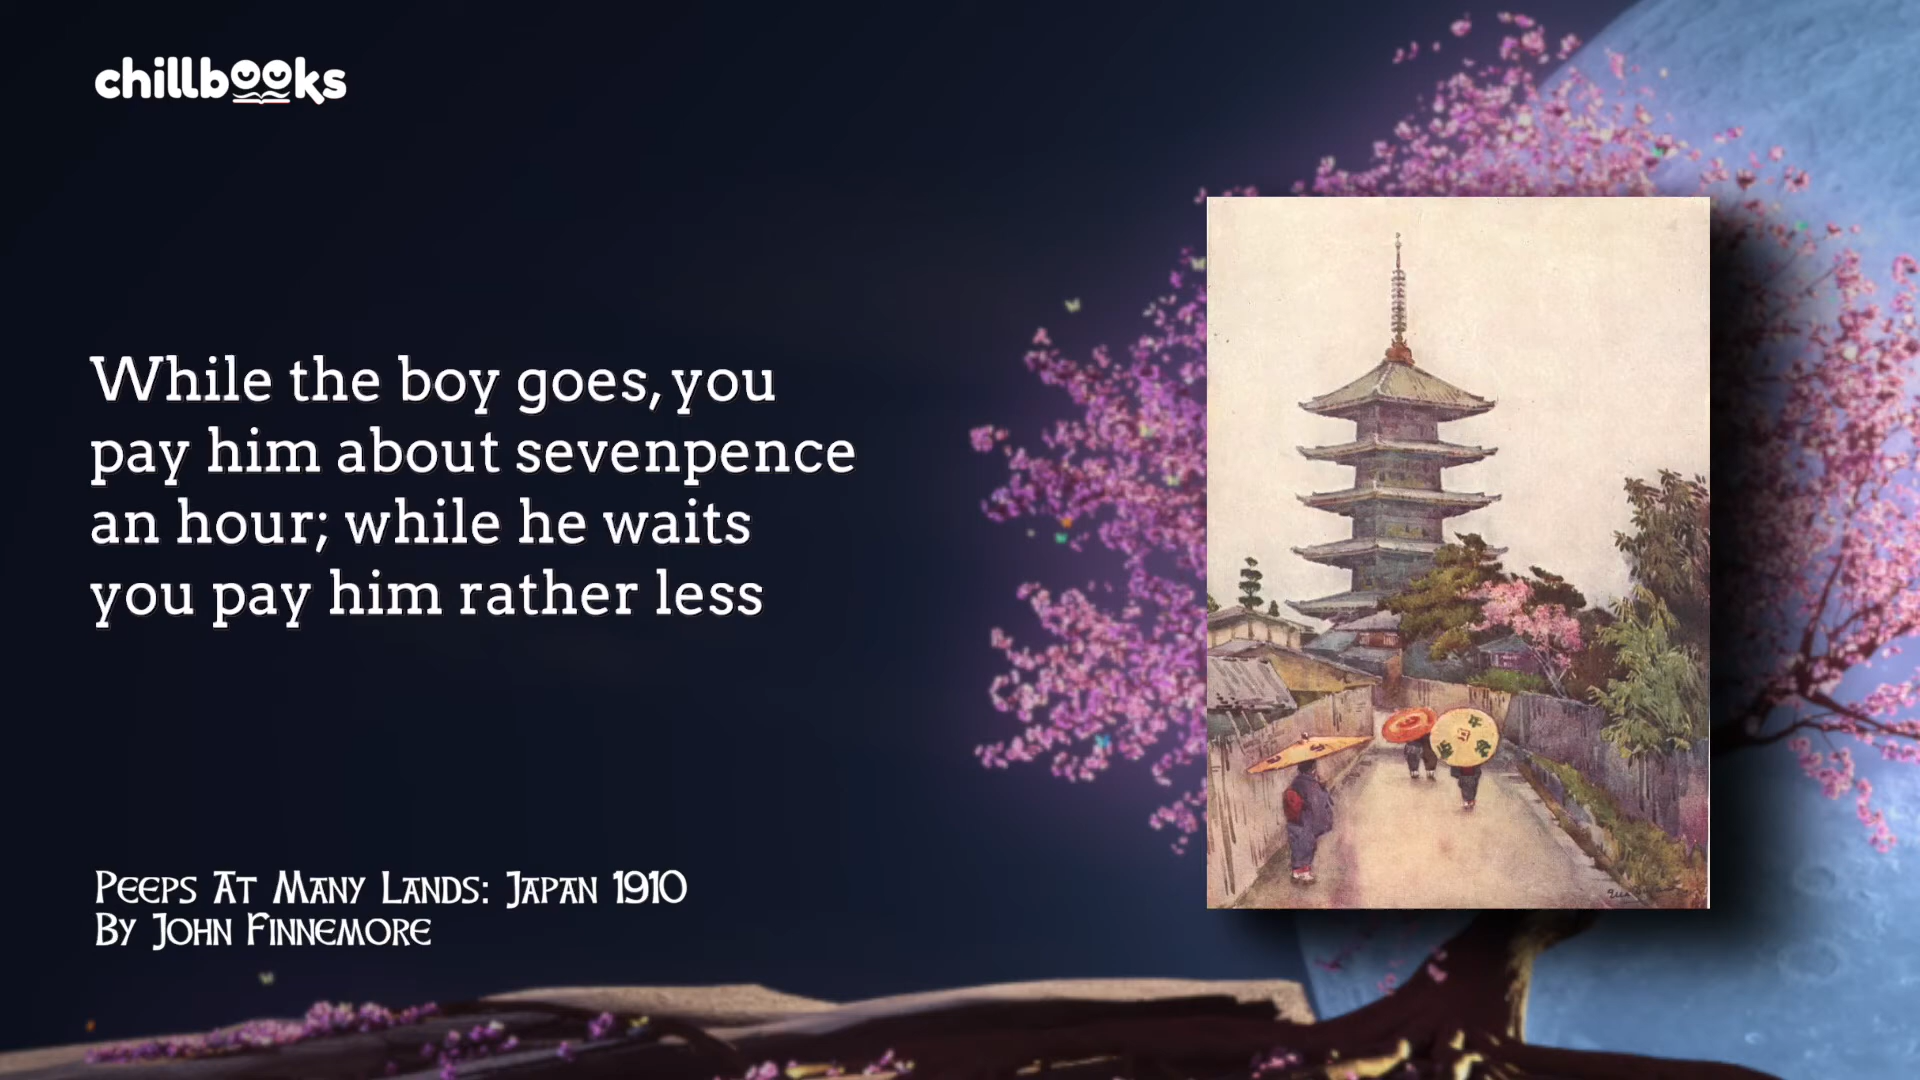 chillbooks
While the boy goes, you
pay him about sevenpence
an hour; while he waits
you pay him rather less
Peeps At Many Lands: Japan 1910
By John Finnemore